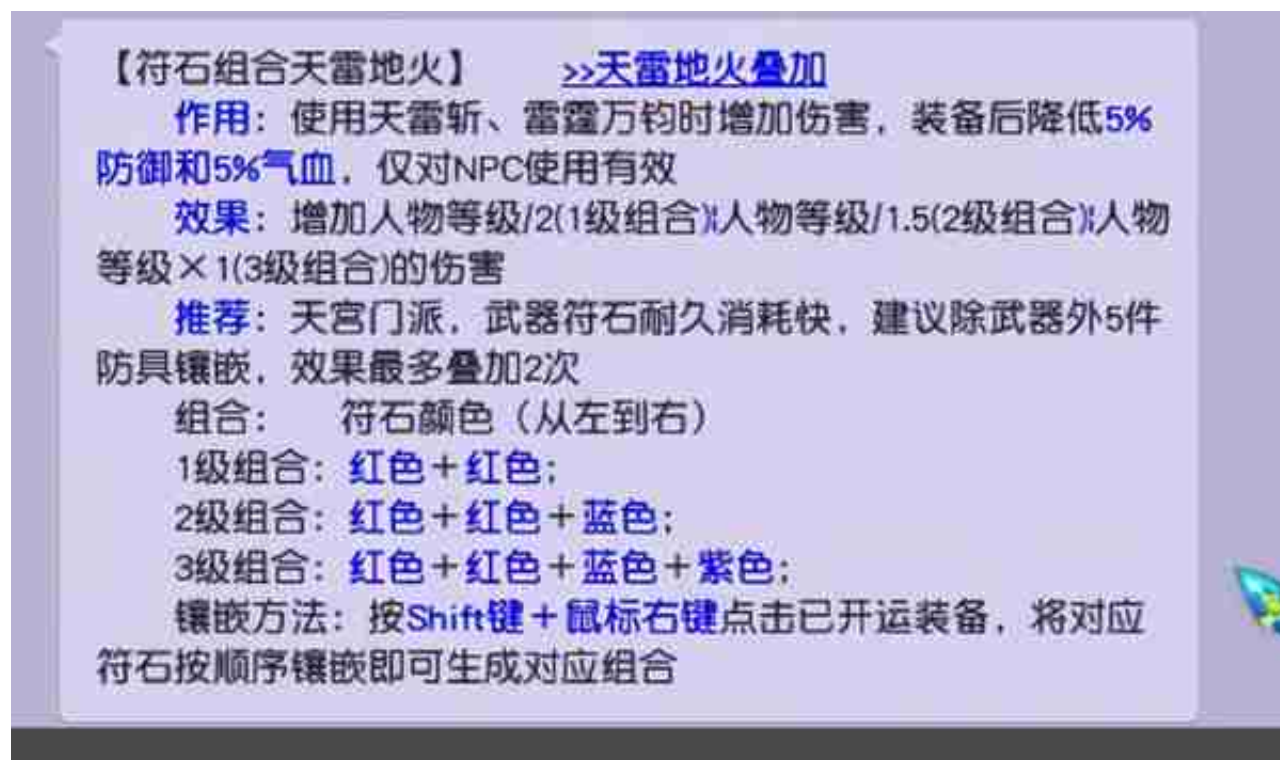 【符石组合天雷地火】 >>天雷地火叠加
作用：使用天雷斩、雷霆万钧时增加伤害，装备后降低5%
防御和5%气血，仅对NPC使用有效
效果：增加人物等级/2(1级组合)¦人物等级/1.5(2级组合)¦人物
等级×1(3级组合)的伤害
推荐：天宫门派，武器符石耐久消耗快，建议除武器外5件
防具镶嵌，效果最多叠加2次
组合： 符石颜色（从左到右）
1级组合：红色＋红色；
2级组合：红色＋红色＋蓝色；
3级组合：红色＋红色＋蓝色＋紫色；
镶嵌方法：按Shift键＋鼠标右键点击已开运装备，将对应
符石按顺序镶嵌即可生成对应组合